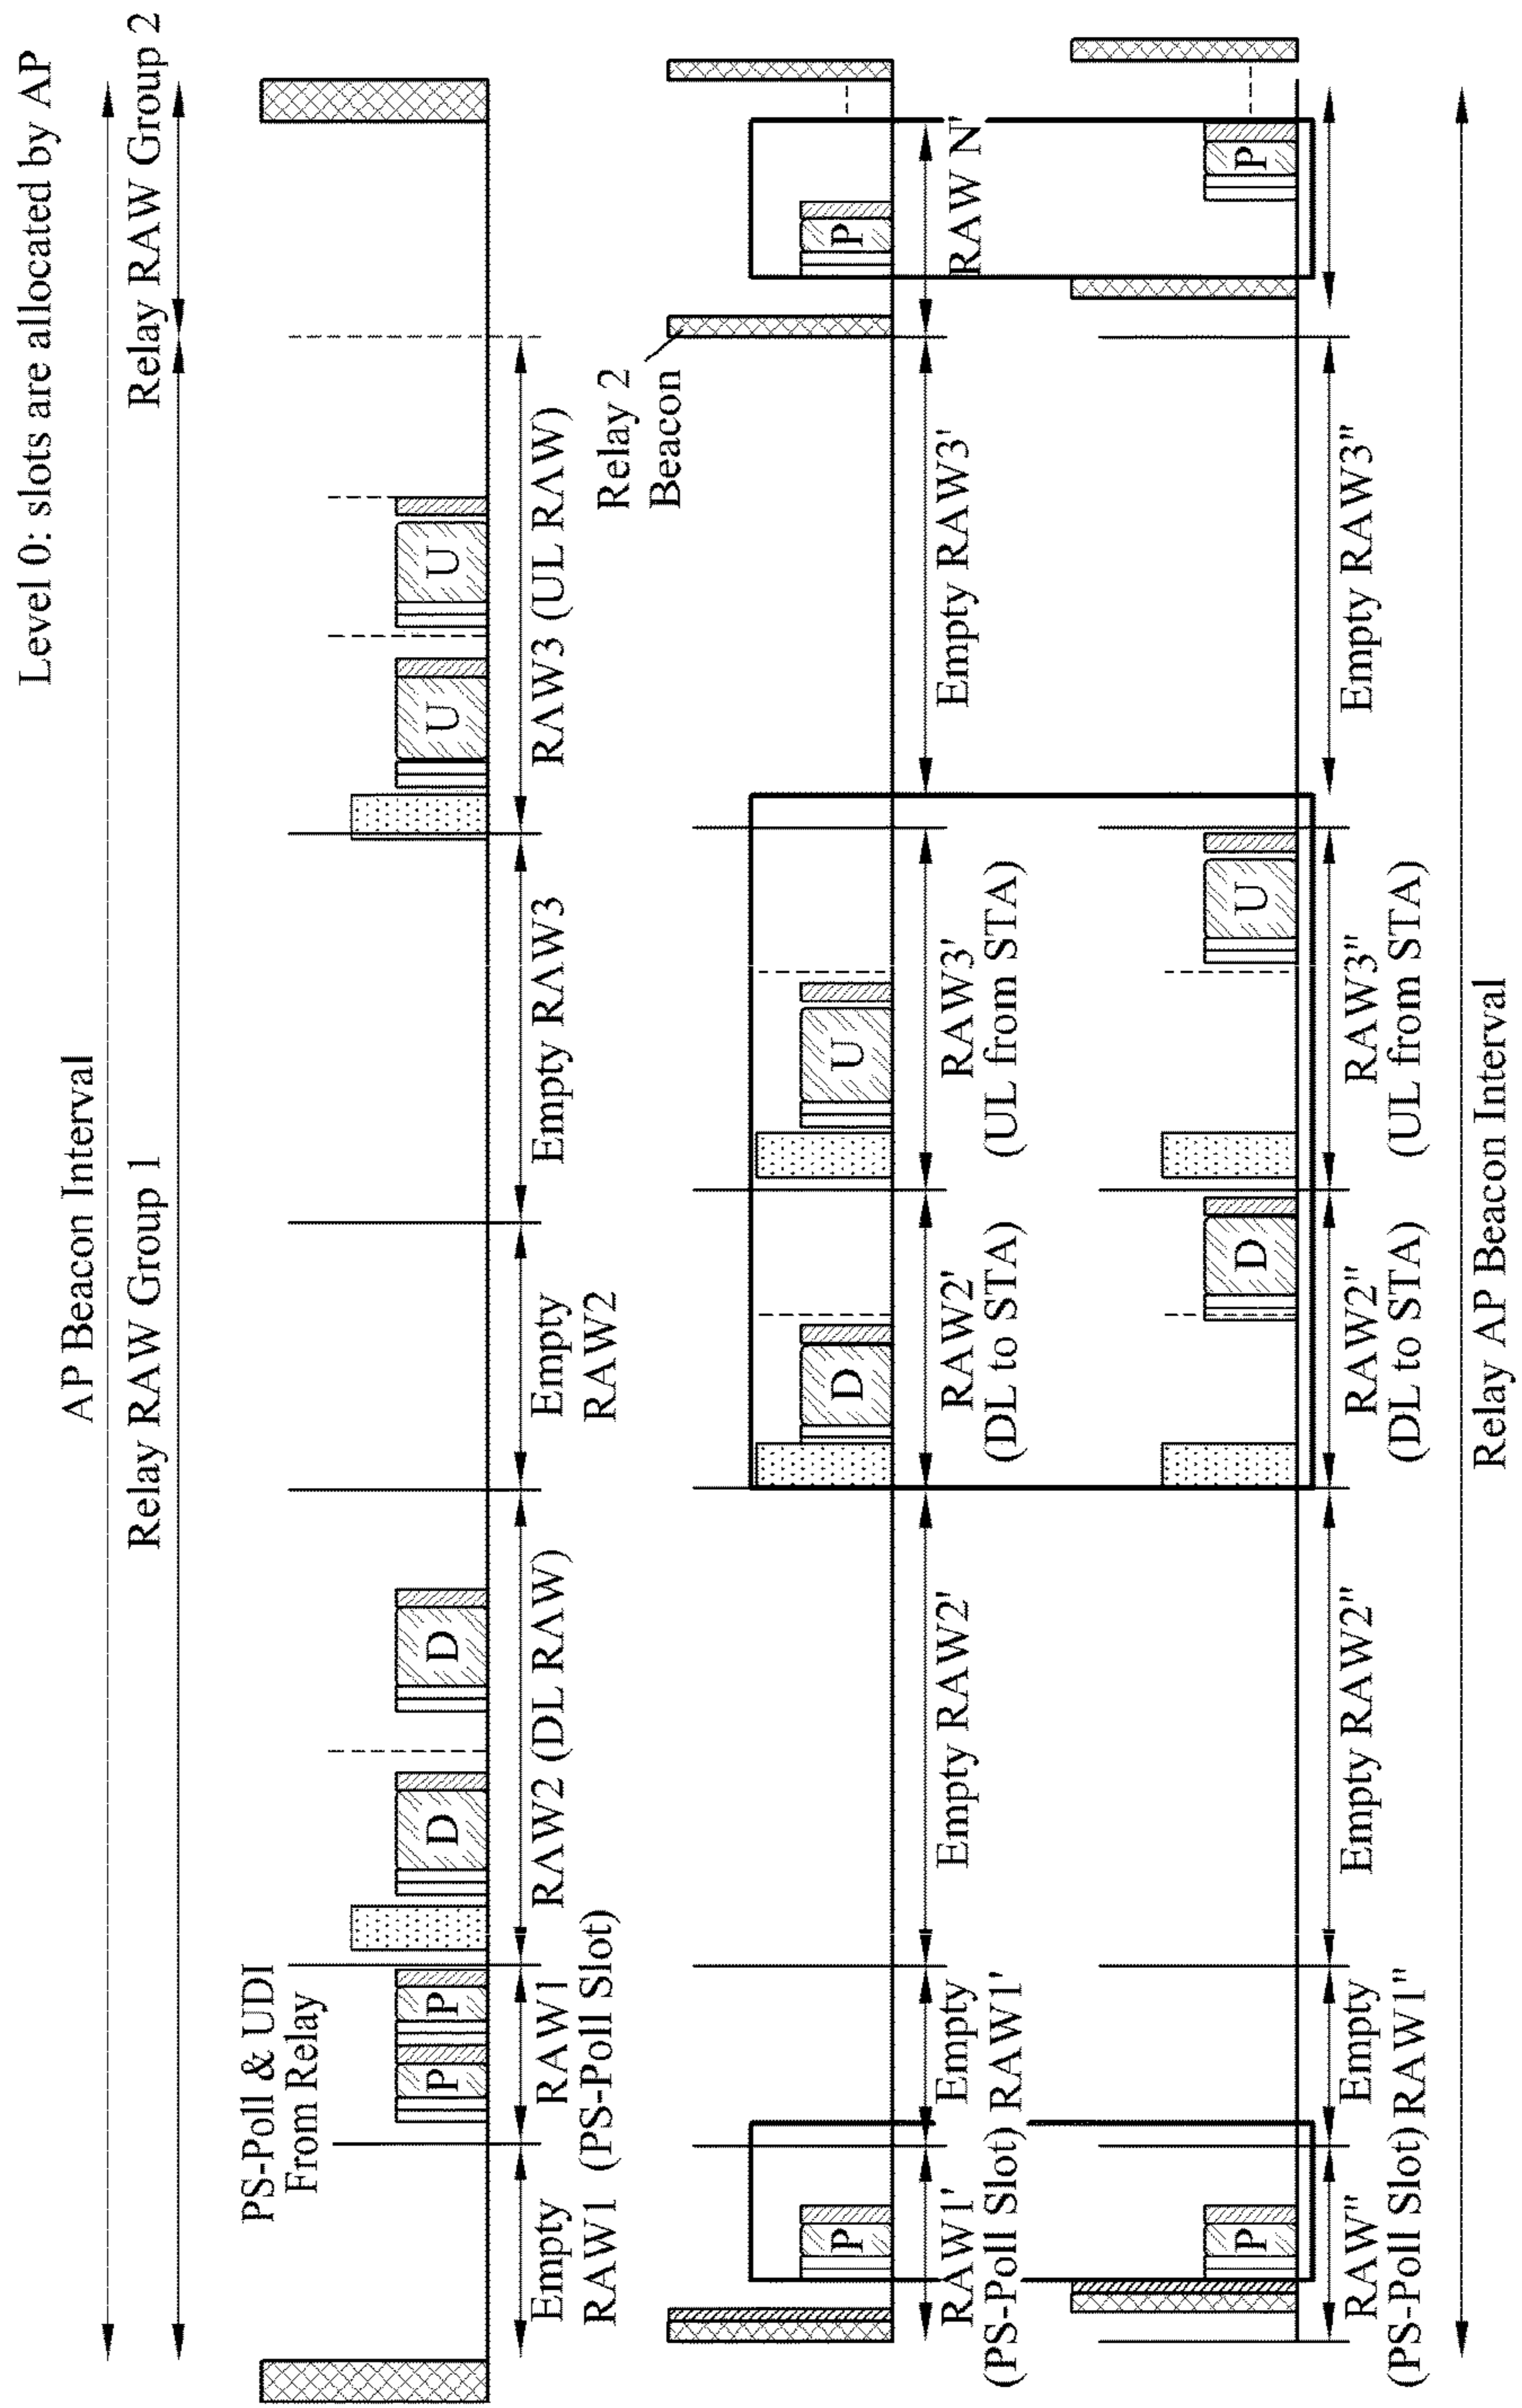 Level 0: slots are allocated by AP
AP Beacon Interval
Relay RAW Group 1
Relay RAW Group 2
PS-Poll & UDI
From Relay
P
P
D
D
U
U
Empty
RAW1
RAW1
(PS-Poll Slot)
RAW2 (DL RAW)
Empty
RAW2
Empty RAW3
RAW3 (UL RAW)
Relay 2
Beacon
P
D
U
P
RAW1'
(PS-Poll Slot)
Empty
RAW1'
Empty RAW2'
RAW2'
(DL to STA)
RAW3'
(UL from STA)
Empty RAW3'
RAW N'
P
D
U
P
RAW"
(PS-Poll Slot)
Empty
RAW1"
Empty RAW2"
RAW2"
(DL to STA)
RAW3"
(UL from STA)
Empty RAW3"
Relay AP Beacon Interval